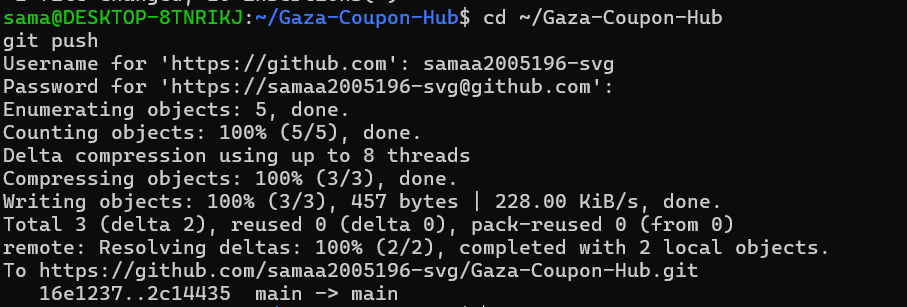 sama@DESKTOP-8TNRIKJ:~/Gaza-Coupon-Hub$ cd ~/Gaza-Coupon-Hub
git push
Username for 'https://github.com': samaa2005196-svg
Password for 'https://samaa2005196-svg@github.com':
Enumerating objects: 5, done.
Counting objects: 100% (5/5), done.
Delta compression using up to 8 threads
Compressing objects: 100% (3/3), done.
Writing objects: 100% (3/3), 457 bytes | 228.00 KiB/s, done.
Total 3 (delta 2), reused 0 (delta 0), pack-reused 0 (from 0)
remote: Resolving deltas: 100% (2/2), completed with 2 local objects.
To https://github.com/samaa2005196-svg/Gaza-Coupon-Hub.git
   16e1237..2c14435  main -> main